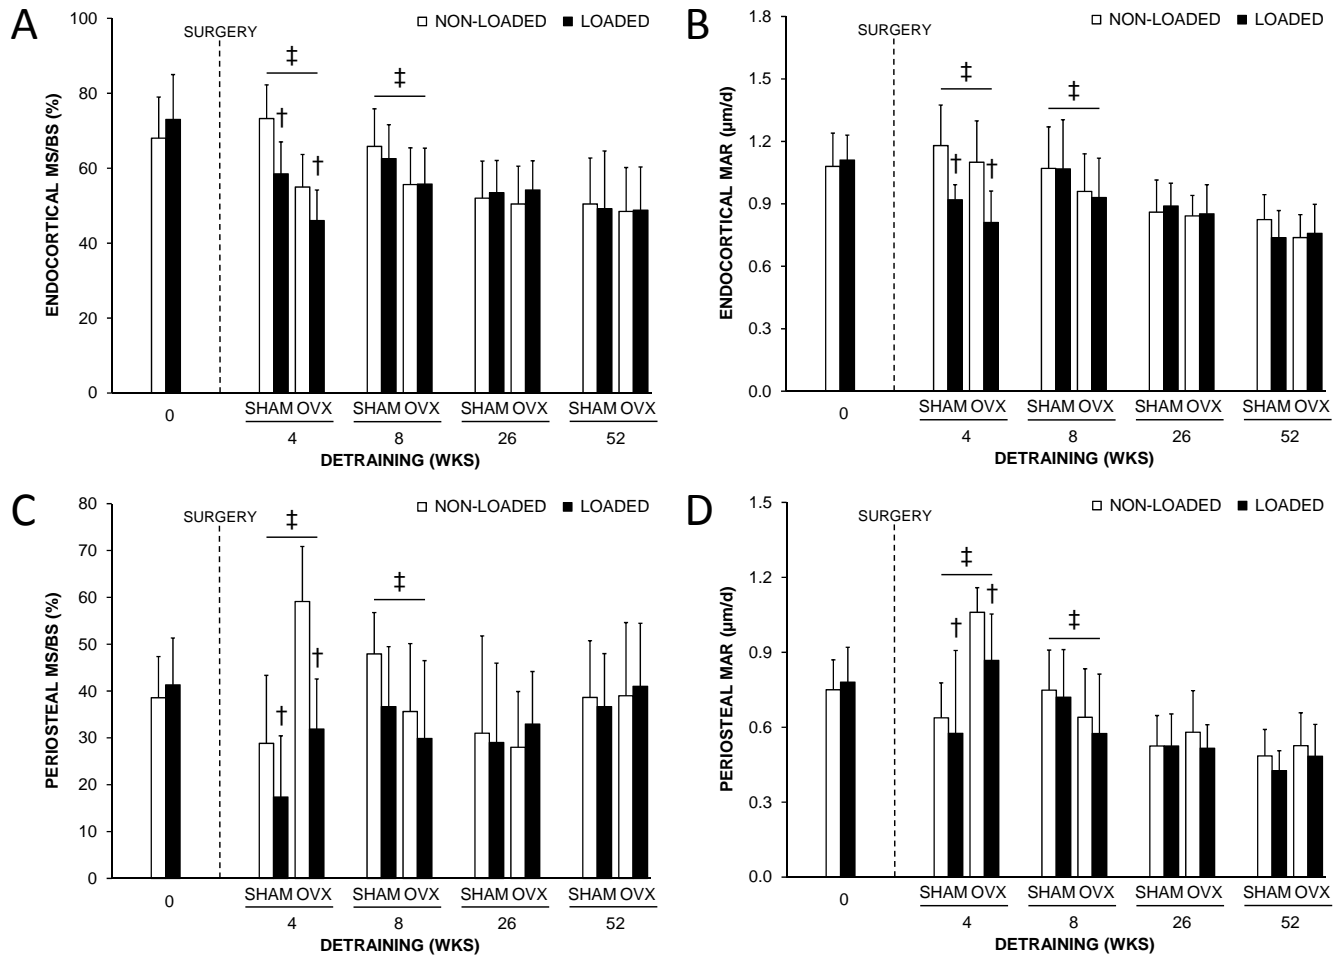 A
NON-LOADED LOADED
SURGERY
ENDOCORTICAL MS/BS (%)
100
80
60
40
20
0
‡
†
†
‡
0
SHAM OVX SHAM OVX SHAM OVX SHAM OVX
4 8 26 52
DETRAINING (WKS)
B
NON-LOADED LOADED
SURGERY
ENDOCORTICAL MAR (µm/d)
1.8
1.5
1.2
0.9
0.6
0.3
0.0
‡
†
†
‡
0
SHAM OVX SHAM OVX SHAM OVX SHAM OVX
4 8 26 52
DETRAINING (WKS)
C
NON-LOADED LOADED
SURGERY
PERIOSTEAL MS/BS (%)
80
70
60
50
40
30
20
10
0
‡
†
†
‡
0
SHAM OVX SHAM OVX SHAM OVX SHAM OVX
4 8 26 52
DETRAINING (WKS)
D
NON-LOADED LOADED
SURGERY
PERIOSTEAL MAR (µm/d)
1.5
1.2
0.9
0.6
0.3
0.0
‡
†
†
‡
0
SHAM OVX SHAM OVX SHAM OVX SHAM OVX
4 8 26 52
DETRAINING (WKS)